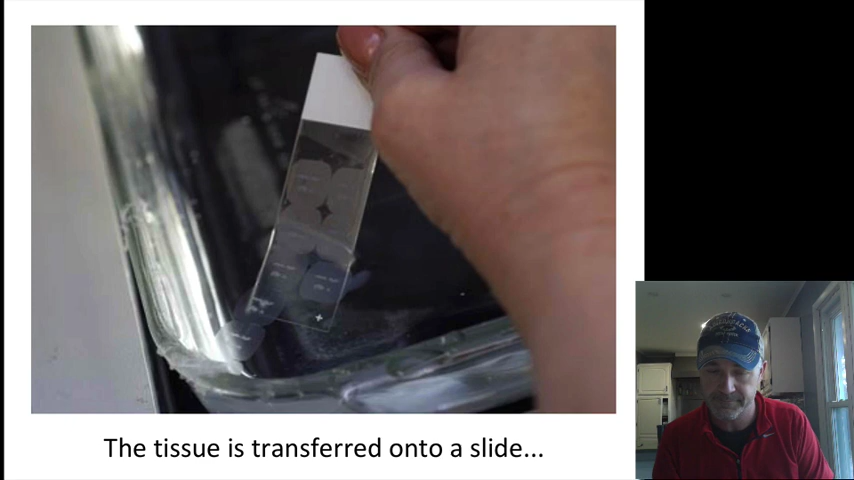 The tissue is transferred onto a slide...